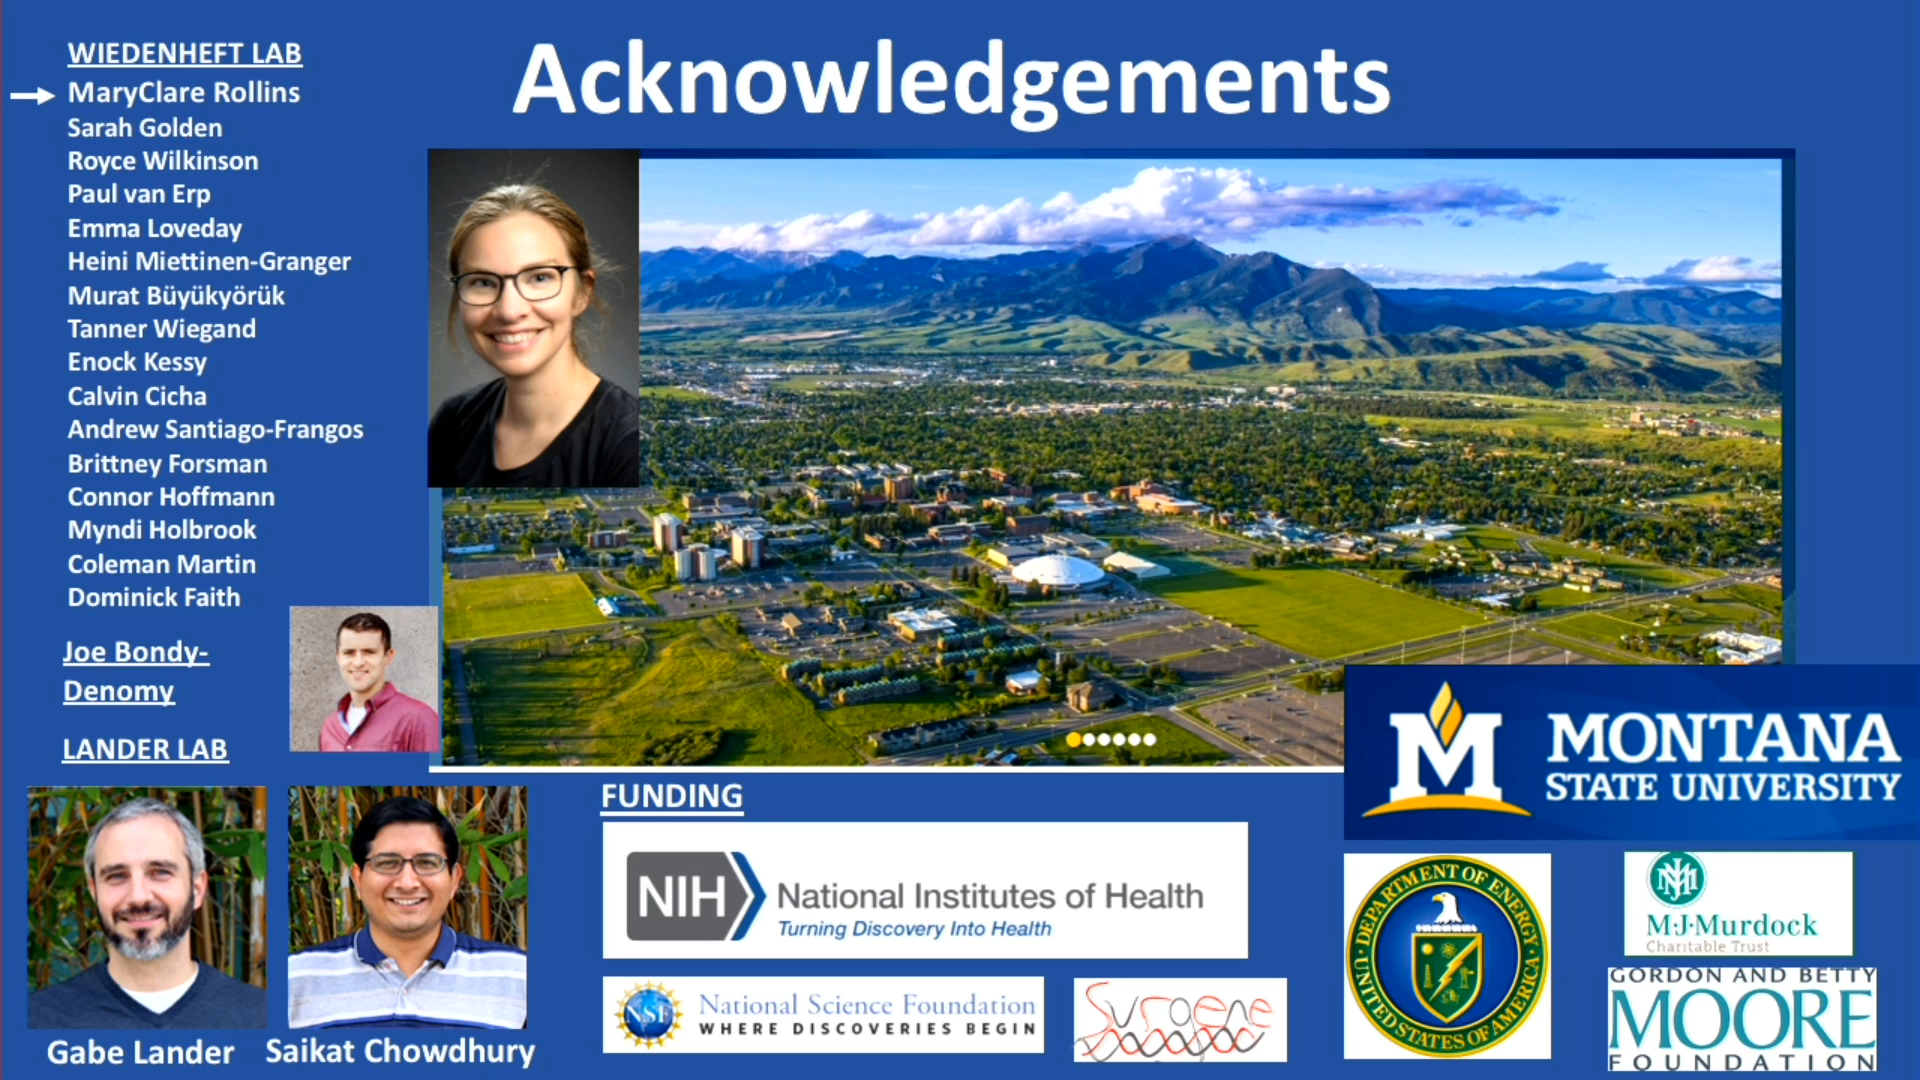 Acknowledgements
WIEDENHEFT LAB
MaryClare Rollins
Sarah Golden
Royce Wilkinson
Paul van Erp
Emma Loveday
Heini Miettinen-Granger
Murat Büyükyörük
Tanner Wiegand
Enock Kessy
Calvin Cicha
Andrew Santiago-Frangos
Brittney Forsman
Connor Hoffmann
Myndi Holbrook
Coleman Martin
Dominick Faith
Joe Bondy-
Denomy
LANDER LAB
Gabe Lander
Saikat Chowdhury
FUNDING
NIH
National Institutes of Health
Turning Discovery Into Health
NSF
National Science Foundation
WHERE DISCOVERIES BEGIN
Surgene
M
MONTANA
STATE UNIVERSITY
DEPARTMENT OF ENERGY
UNITED STATES OF AMERICA
M·J·Murdock
Charitable Trust
GORDON AND BETTY
MOORE
FOUNDATION